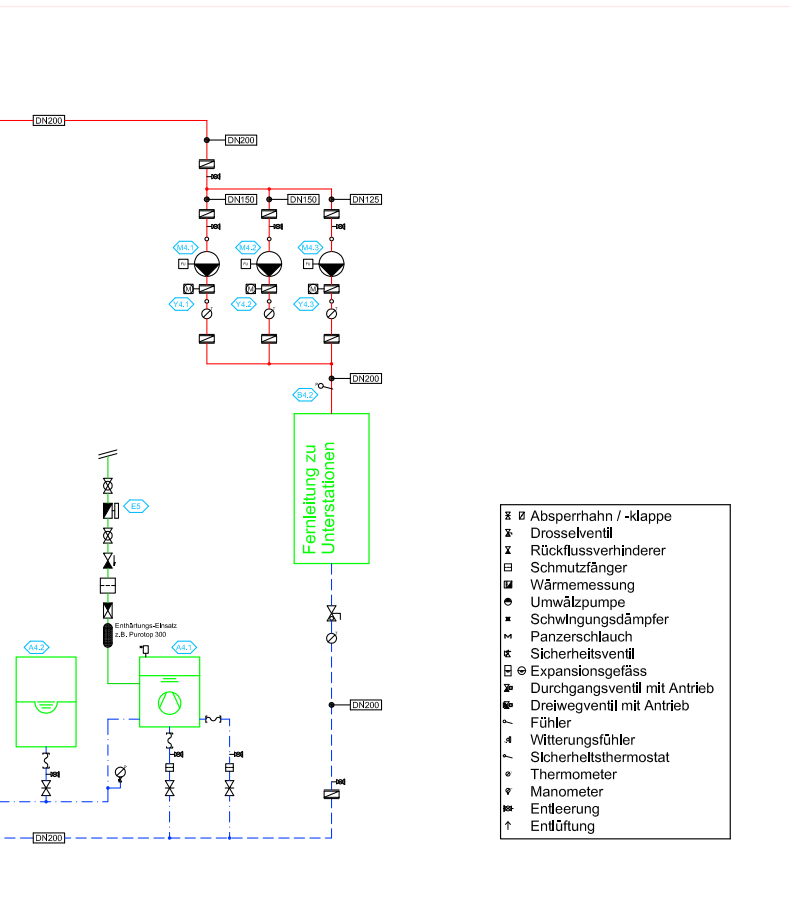 DN200
DN200
DN150
DN150
DN125
M4.1
M4.2
M4.3
M
M
M
Y4.1
Y4.2
Y4.3
DN200
B4.2
Fernleitung zu
Unterstationen
E5
Enthärtungs-Einsatz
z.B. Purotop 300
A4.2
A4.1
DN200
DN200
Absperrhahn / -klappe
Drosselventil
Rückflussverhinderer
Schmutzfänger
Wärmemessung
Umwälzpumpe
Schwingungsdämpfer
Panzerschlauch
Sicherheitsventil
Expansionsgefäss
Durchgangsventil mit Antrieb
Dreiwegventil mit Antrieb
Fühler
Witterungsfühler
Sicherheitsthermostat
Thermometer
Manometer
Entleerung
Entlüftung